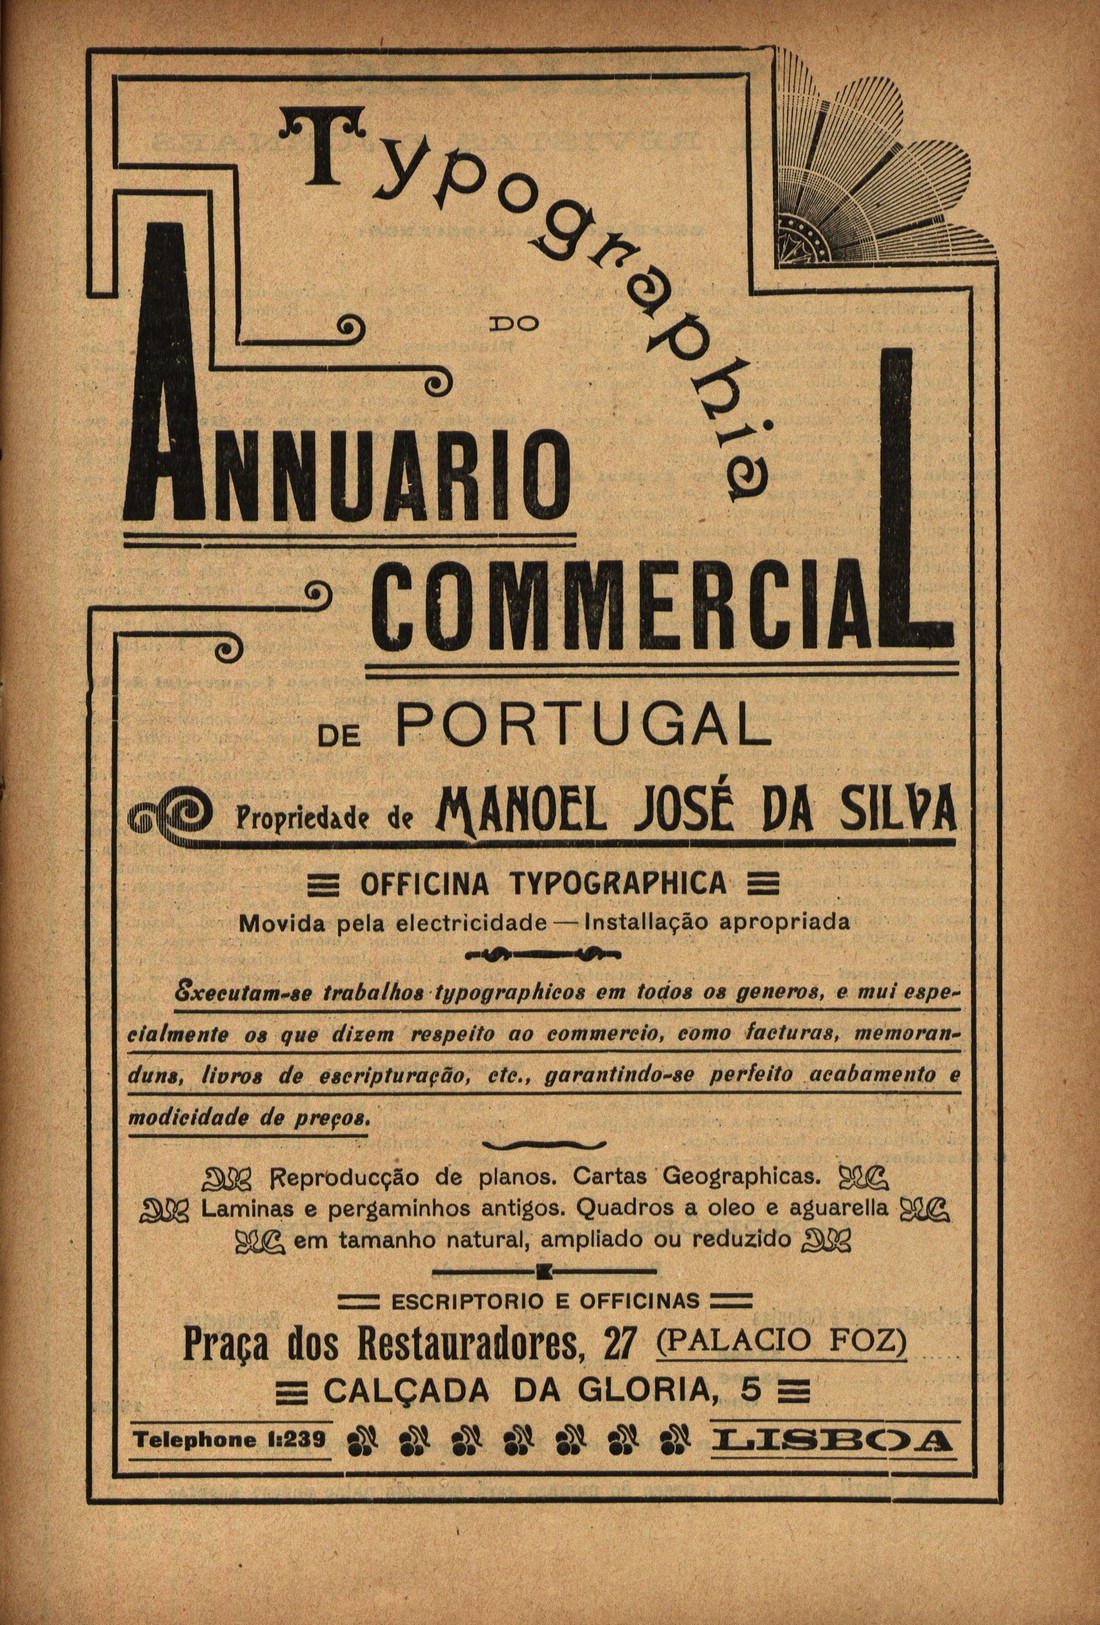 Typographia
DO
ANNUARIO
COMMERCIAL
DE PORTUGAL
Propriedade de MANOEL JOSÉ DA SILVA
OFFICINA TYPOGRAPHICA
Movida pela electricidade — Installação apropriada
Executam-se trabalhos typographicos em todos os generos, e mui espe-
cialmente os que dizem respeito ao commercio, como facturas, memoran-
duns, livros de escripturação, etc., garantindo-se perfeito acabamento e
modicidade de preços.
Reproducção de planos. Cartas Geographicas.
Laminas e pergaminhos antigos. Quadros a oleo e aguarella
em tamanho natural, ampliado ou reduzido
ESCRIPTORIO E OFFICINAS
Praça dos Restauradores, 27 (PALACIO FOZ)
CALÇADA DA GLORIA, 5
Telephone 1:239 LISBOA